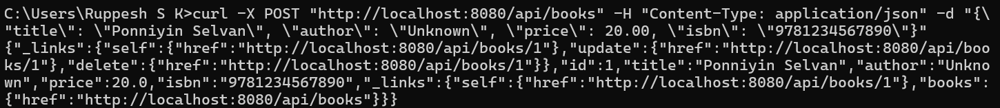 C:\Users\Ruppesh S K>curl -X POST "http://localhost:8080/api/books" -H "Content-Type: application/json" -d "{\
"title\": \"Ponniyin Selvan\", \"author\": \"Unknown\", \"price\": 20.00, \"isbn\": \"9781234567890\"}"
{"_links":{"self":{"href":"http://localhost:8080/api/books/1"},"update":{"href":"http://localhost:8080/api/boo
ks/1"},"delete":{"href":"http://localhost:8080/api/books/1"}},"id":1,"title":"Ponniyin Selvan","author":"Unkno
wn","price":20.0,"isbn":"9781234567890","_links":{"self":{"href":"http://localhost:8080/api/books/1"},"books":
{"href":"http://localhost:8080/api/books"}}}